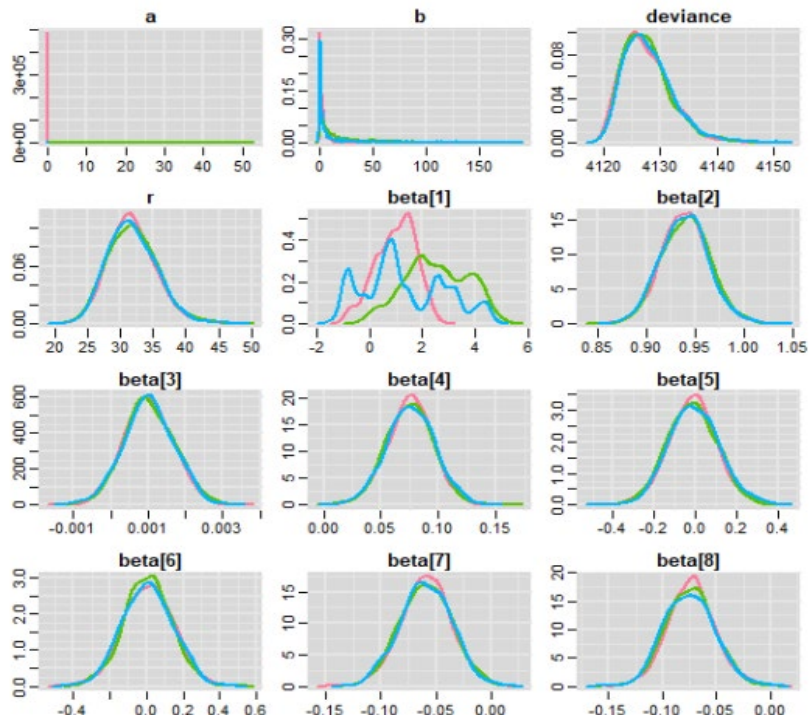 a b deviance
3e+05
0e+00
0 10 20 30 40 50
0.30
0.15
0.00
0 50 100 150
0.08
0.04
0.00
4120 4130 4140 4150
r beta[1] beta[2]
0.06
0.00
20 25 30 35 40 45 50
0.4
0.2
0.0
-2 0 2 4 6
15
10
5
0
0.85 0.90 0.95 1.00 1.05
beta[3] beta[4] beta[5]
600
400
200
0
-0.001 0.001 0.003
20
15
10
5
0
0.00 0.05 0.10 0.15
3.0
2.0
1.0
0.0
-0.4 -0.2 0.0 0.2 0.4
beta[6] beta[7] beta[8]
3.0
2.0
1.0
0.0
-0.4 0.0 0.2 0.4 0.6
15
10
5
0
-0.15 -0.10 -0.05 0.00
20
15
10
5
0
-0.15 -0.10 -0.05 0.00